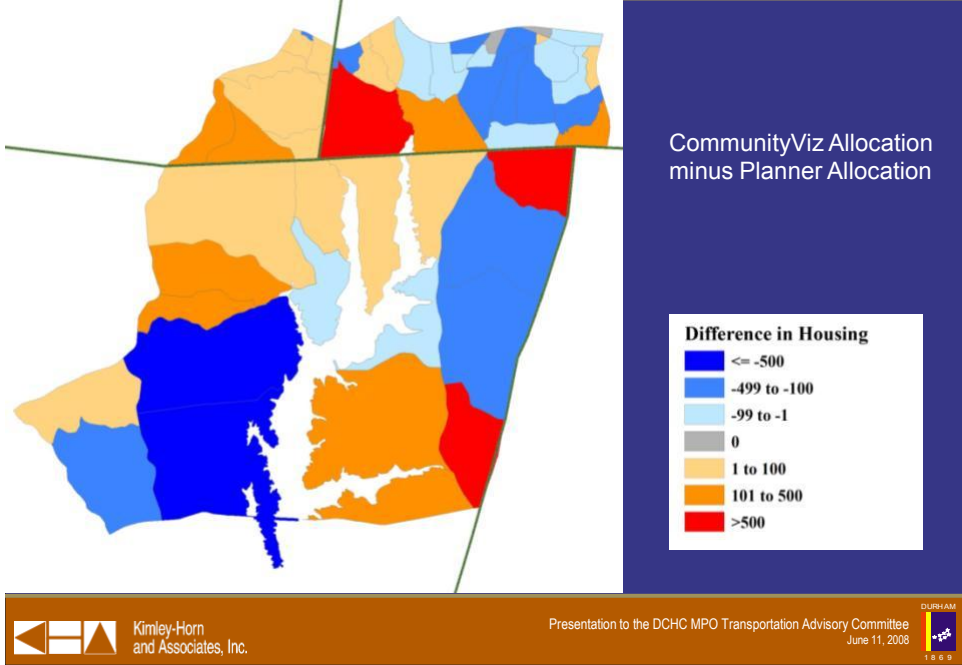 CommunityViz Allocation
minus Planner Allocation
Difference in Housing
<= -500
-499 to -100
-99 to -1
0
1 to 100
101 to 500
>500
Kimley-Horn
and Associates, Inc.
Presentation to the DCHC MPO Transportation Advisory Committee
June 11, 2008
DURHAM
1869